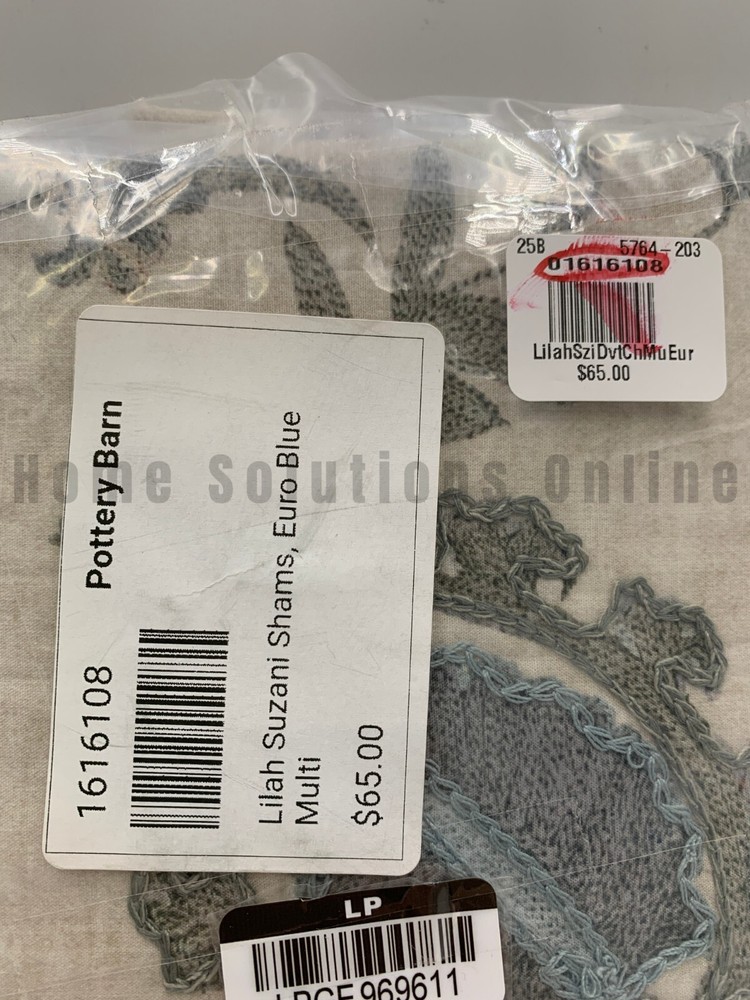 25B 5764-203
01616108
LilahSziDvtChMuEur
$65.00
1616108 Pottery Barn
Lilah Suzani Shams, Euro Blue
Multi
$65.00
Home Solutions Online
LP
969611